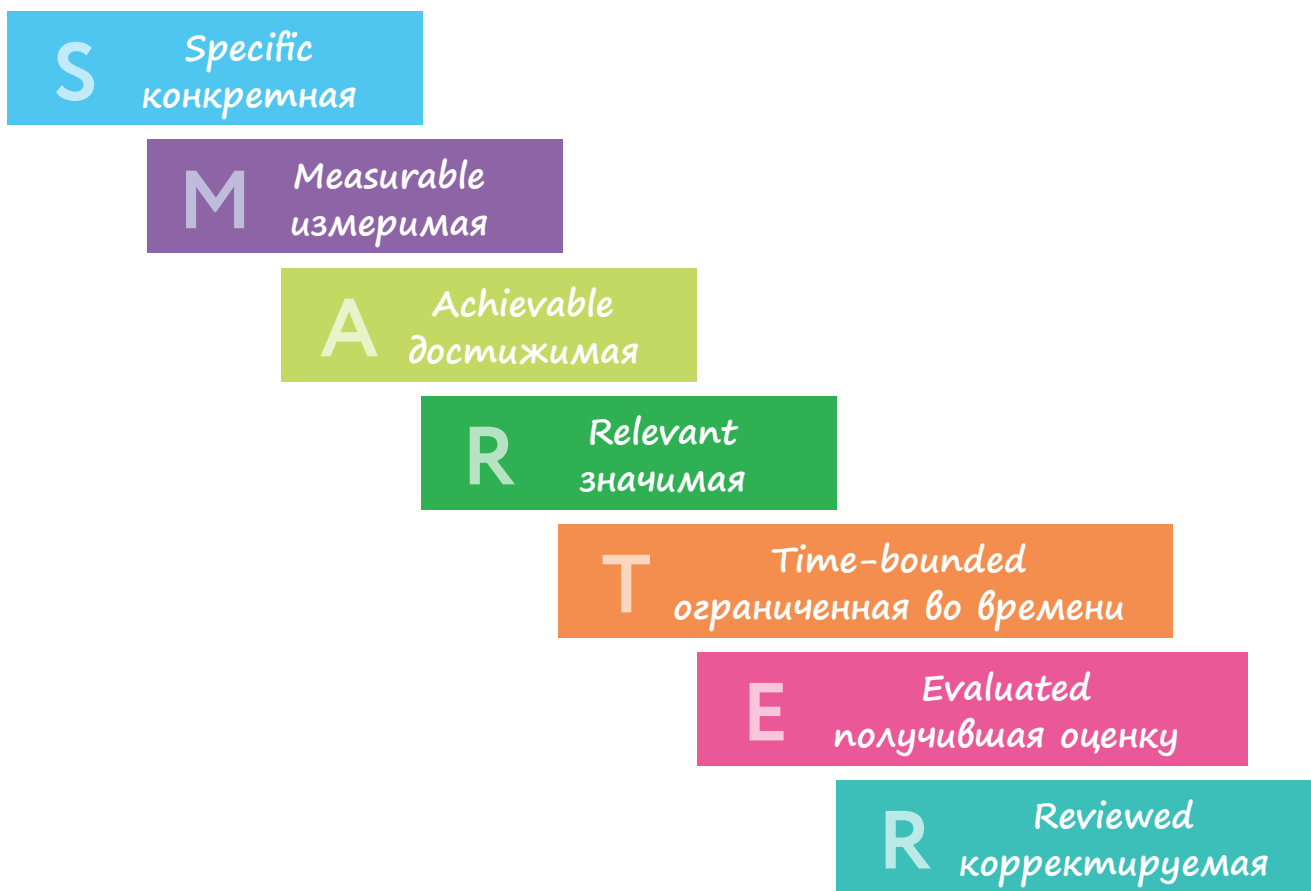 S
Specific
конкретная
M
Measurable
измеримая
A
Achievable
достижимая
R
Relevant
значимая
T
Time-bounded
ограниченная во времени
E
Evaluated
получившая оценку
R
Reviewed
корректируемая